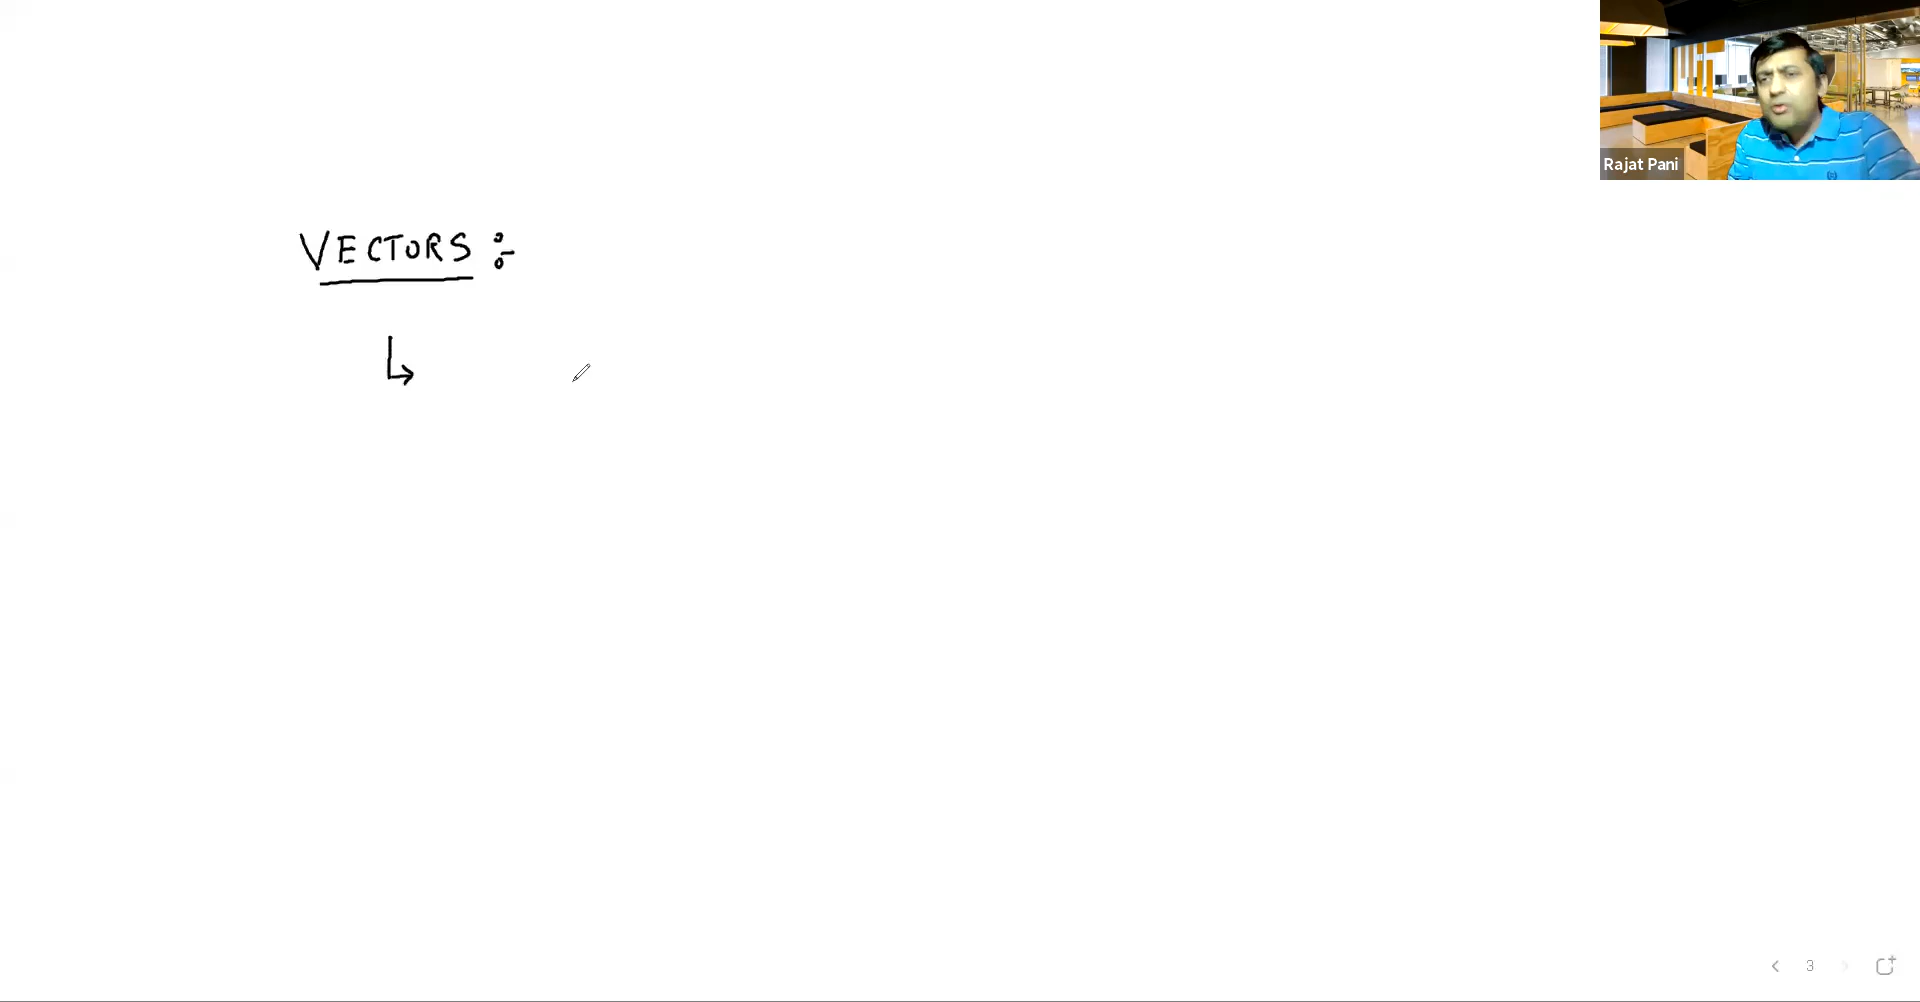 Rajat Pani
VECTORS :-
↳
3